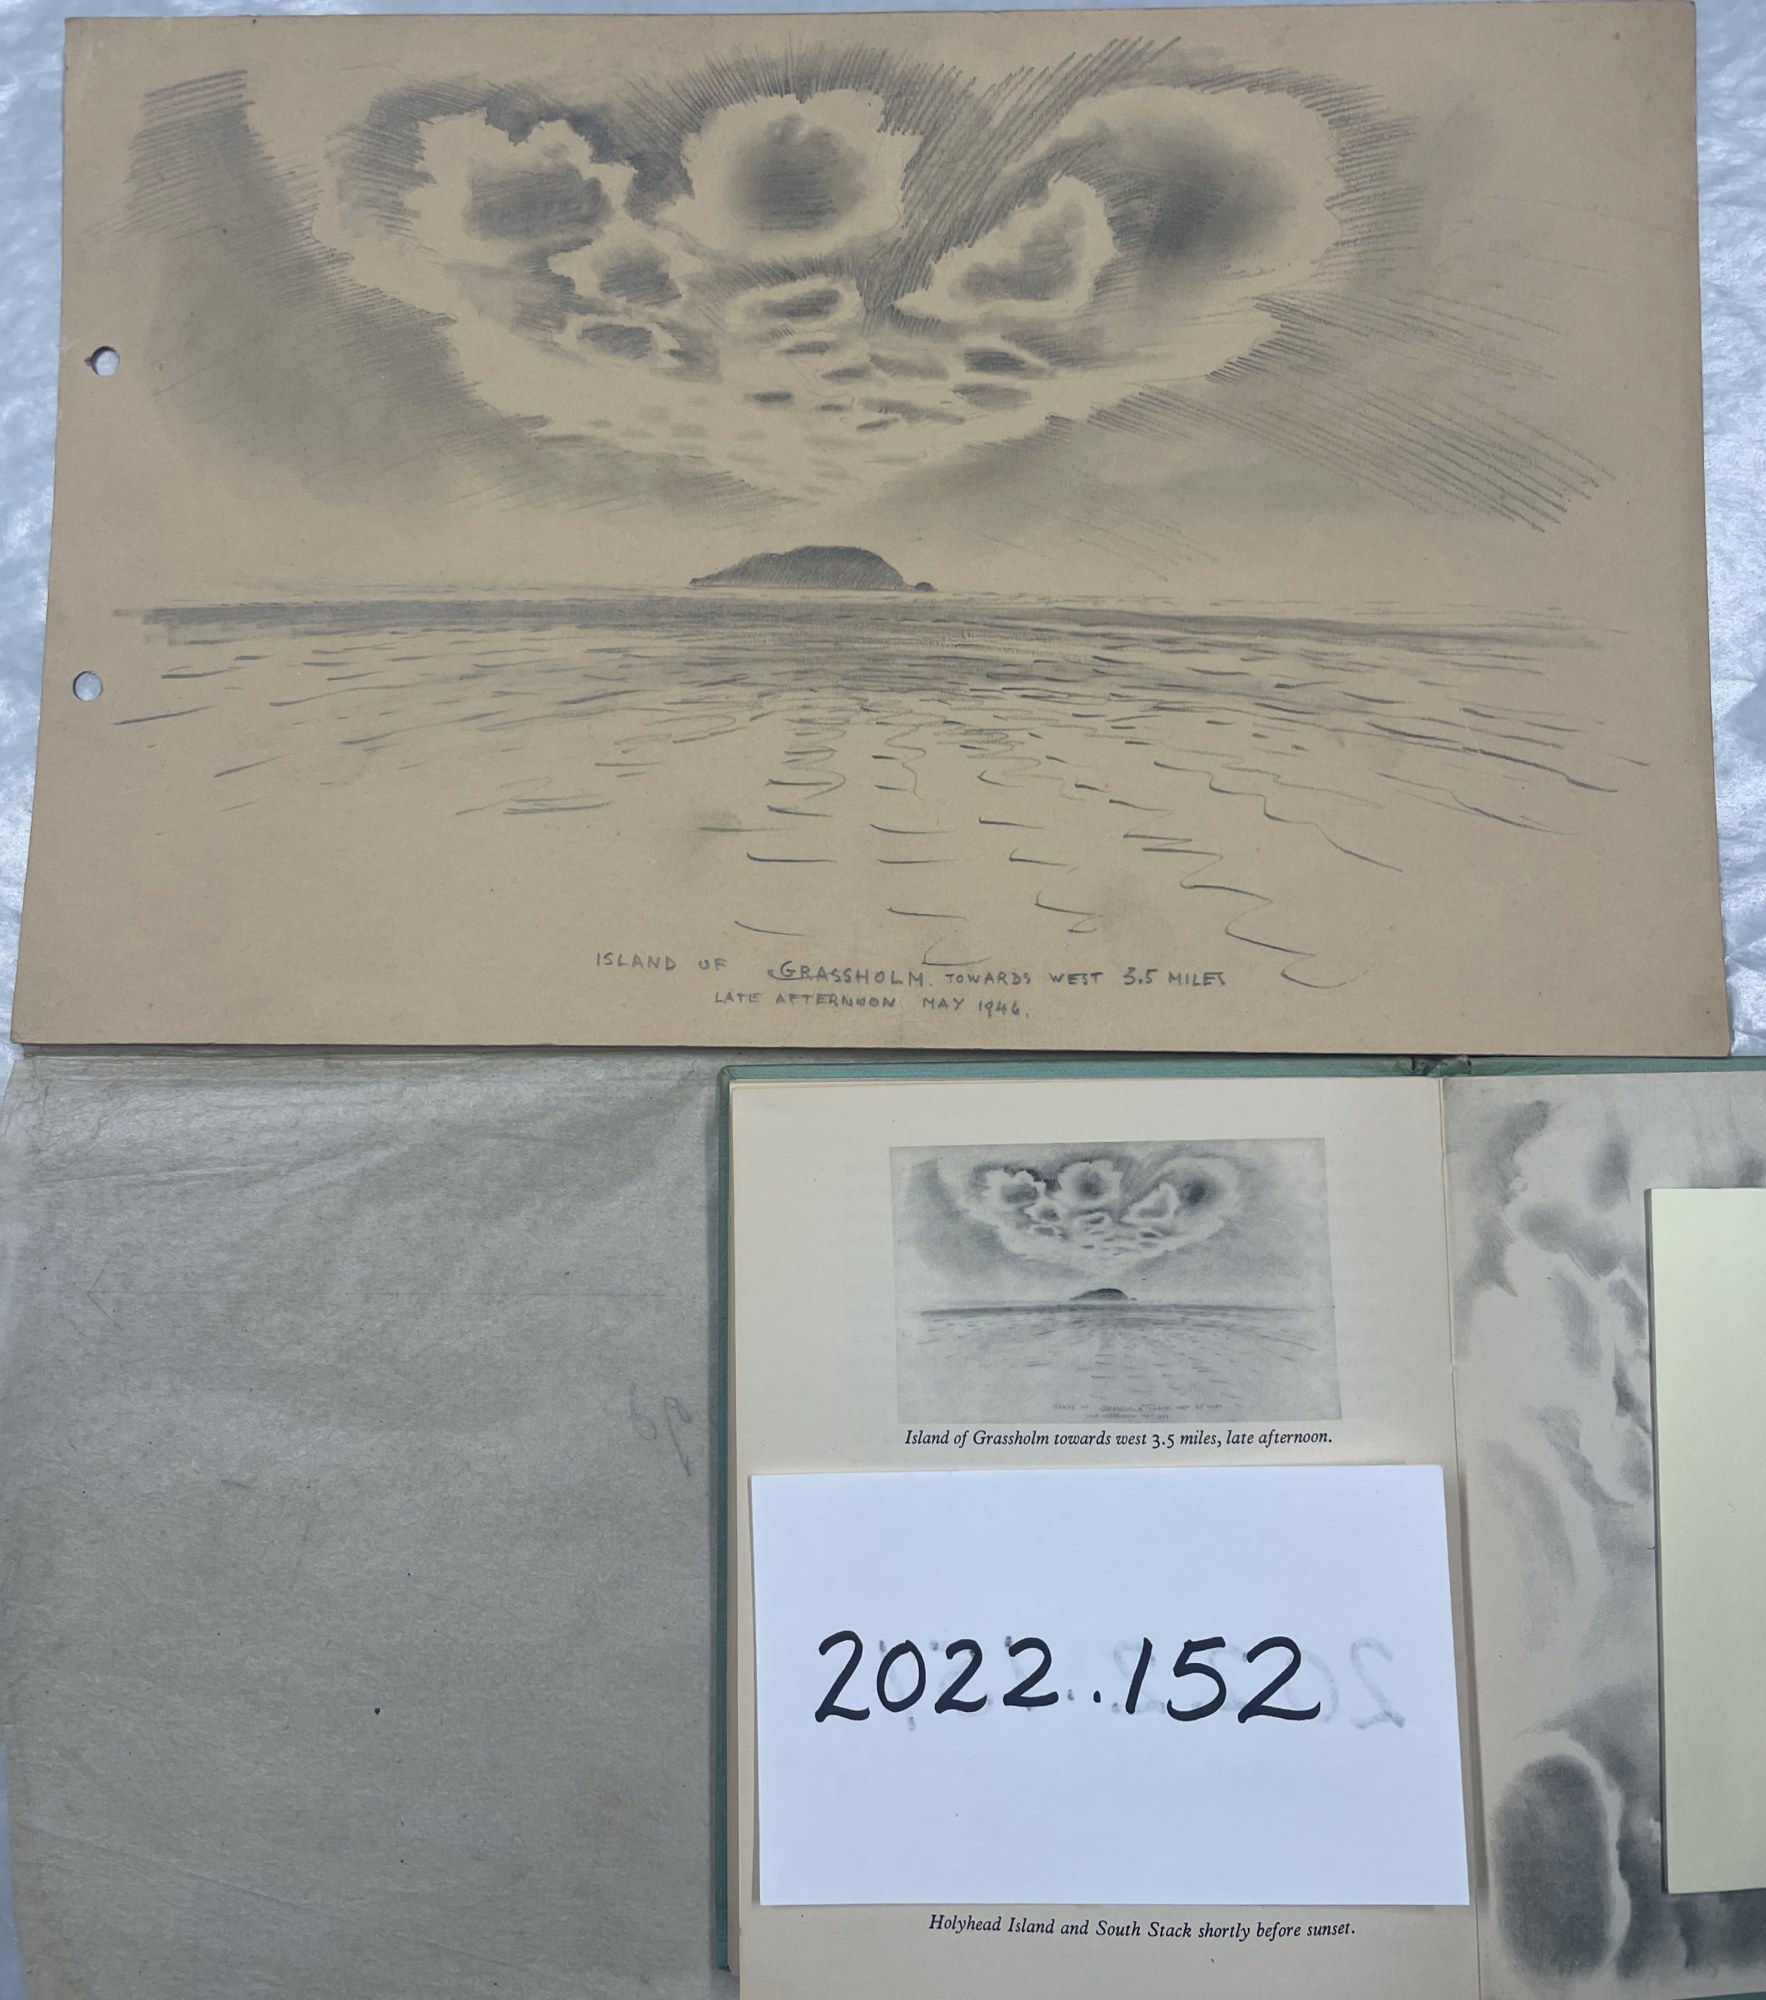 ISLAND OF GRASSHOLM. TOWARDS WEST 3.5 MILES
LATE AFTERNOON MAY 1946.
Island of Grassholm towards west 3.5 miles, late afternoon.
2022.152
Holyhead Island and South Stack shortly before sunset.